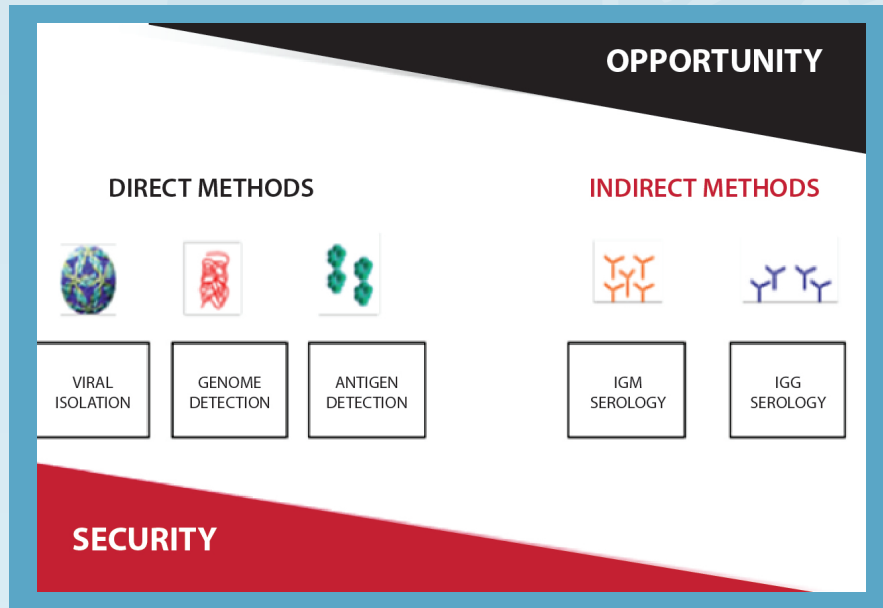 OPPORTUNITY
DIRECT METHODS
INDIRECT METHODS
VIRAL
ISOLATION
GENOME
DETECTION
ANTIGEN
DETECTION
IGM
SEROLOGY
IGG
SEROLOGY
SECURITY